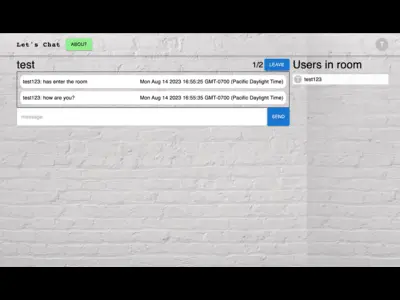 Let's Chat ABOUT
T
test 1/2 LEAVE Users in room
test123: has enter the room Mon Aug 14 2023 16:55:25 GMT-0700 (Pacific Daylight Time)
test123
test123: how are you? Mon Aug 14 2023 16:55:35 GMT-0700 (Pacific Daylight Time)
message SEND